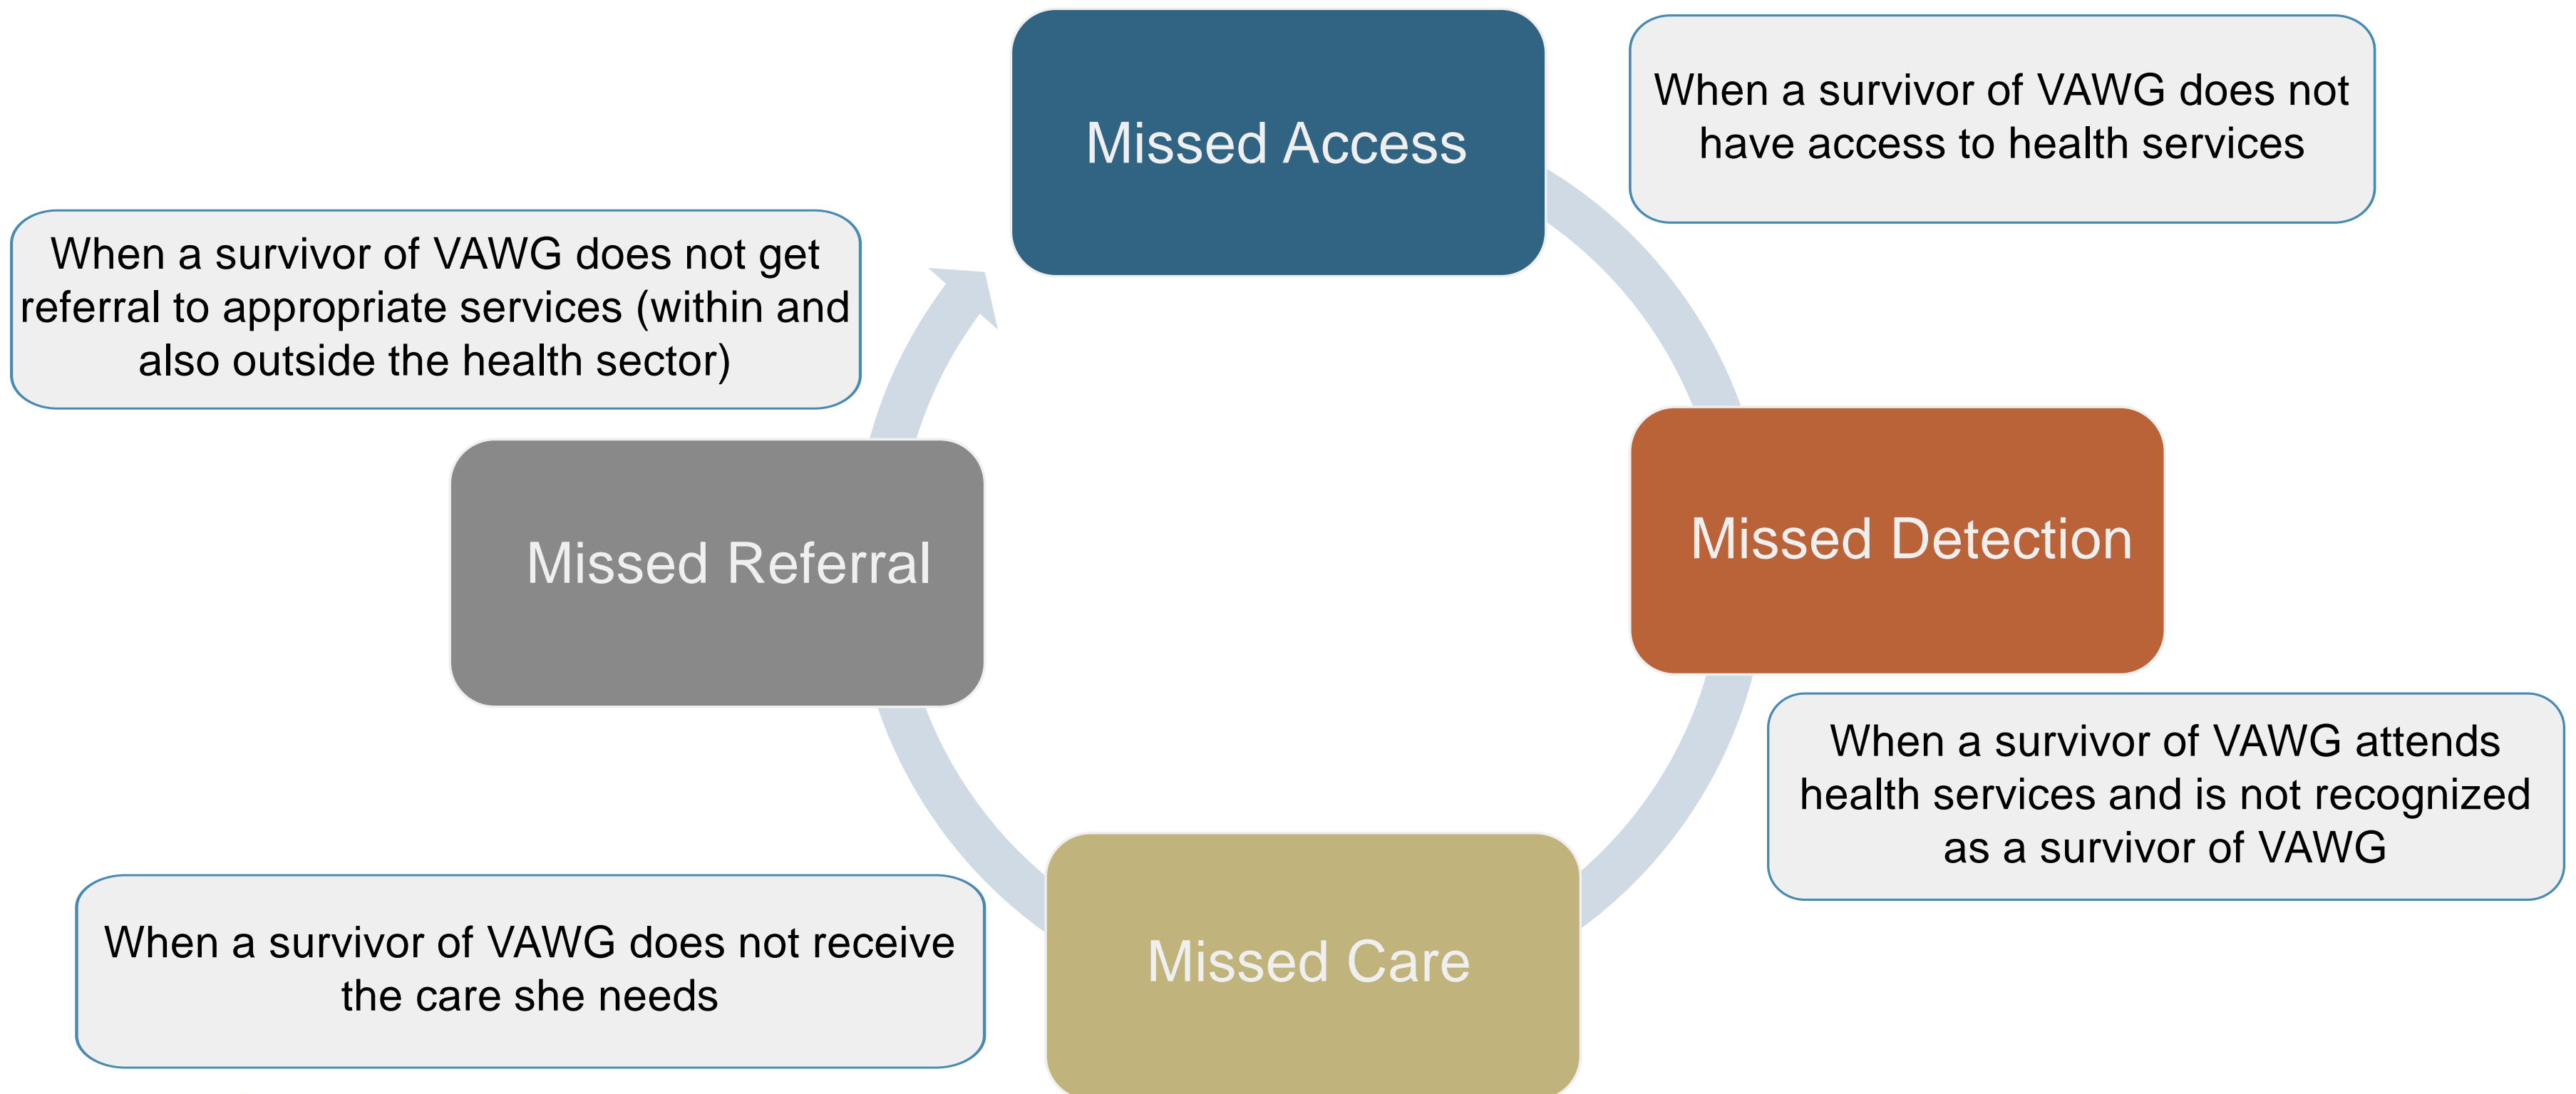 Missed Access
When a survivor of VAWG does not
have access to health services
Missed Detection
When a survivor of VAWG attends
health services and is not recognized
as a survivor of VAWG
Missed Care
When a survivor of VAWG does not receive
the care she needs
Missed Referral
When a survivor of VAWG does not get
referral to appropriate services (within and
also outside the health sector)